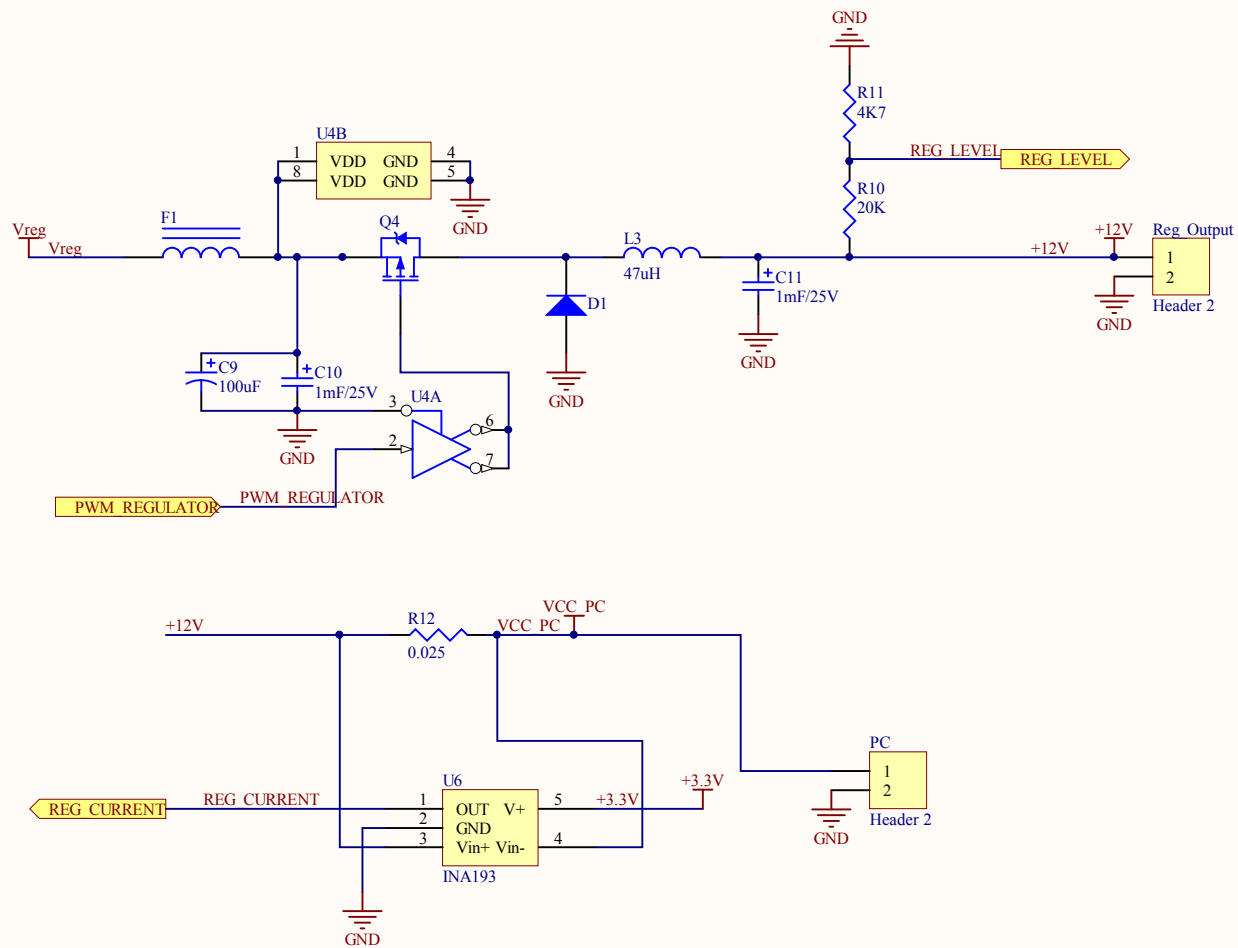 GND
R11
4K7
REG_LEVEL
REG_LEVEL
R10
20K
U4B
1 VDD GND 4
8 VDD GND 5
GND
Vreg
Vreg
F1
Q4
L3
47uH
+12V
+12V
Reg_Output
1
2
Header 2
GND
C11
1mF/25V
GND
D1
GND
C9
100uF
C10
1mF/25V
GND
U4A
3
2
6
7
PWM_REGULATOR
PWM_REGULATOR
+12V
R12
0.025
VCC_PC
VCC_PC
PC
1
2
Header 2
GND
U6
REG_CURRENT
REG_CURRENT
1 OUT V+ 5
2 GND
3 Vin+ Vin- 4
INA193
+3.3V
+3.3V
GND